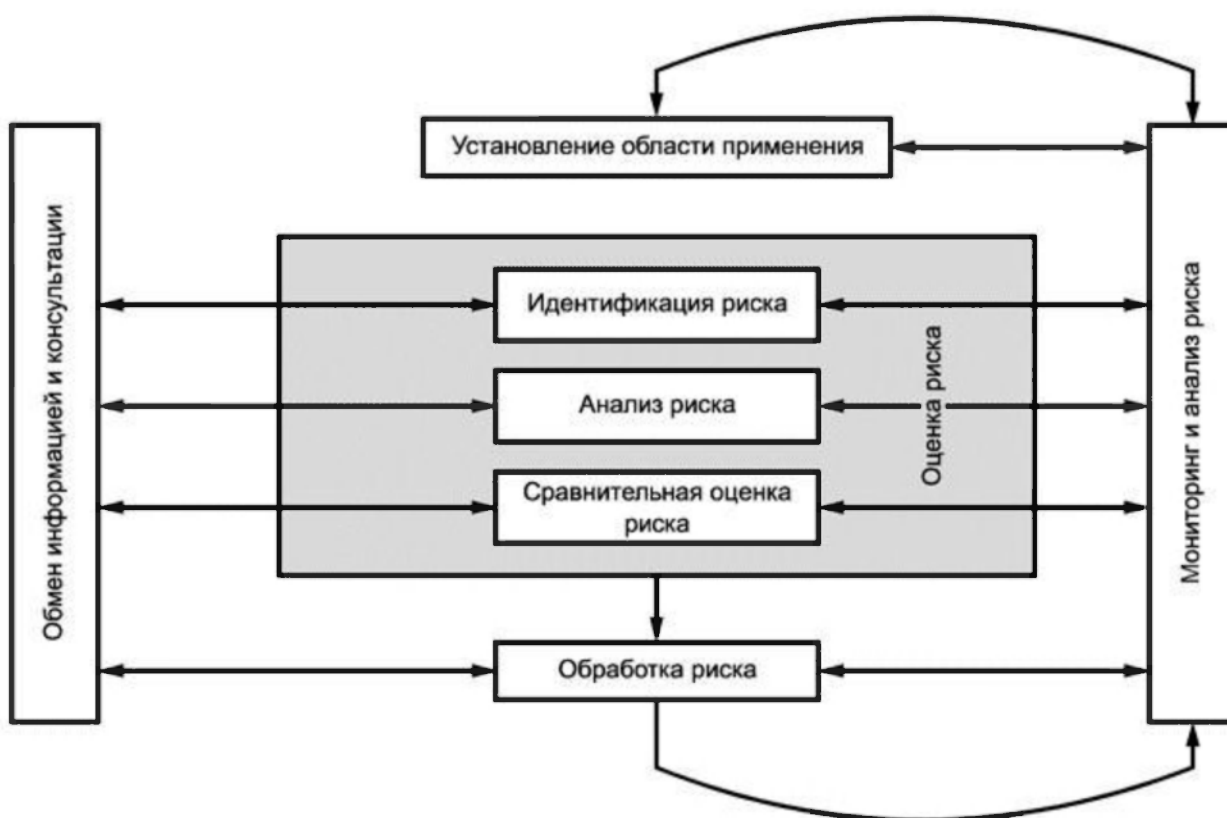 Установление области применения
Обмен информацией и консультации
Идентификация риска
Анализ риска
Сравнительная оценка
риска
Оценка риска
Мониторинг и анализ риска
Обработка риска